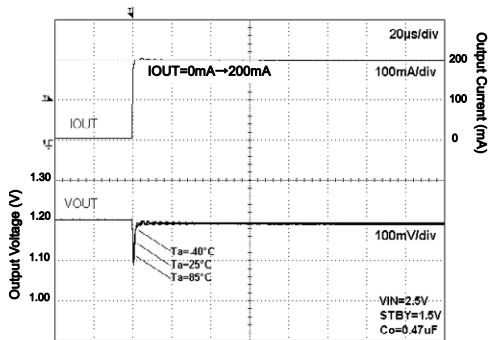 20µs/div
IOUT=0mA→200mA
100mA/div
IOUT
200
100
0
Output Current (mA)
1.30
1.20
1.10
1.00
Output Voltage (V)
VOUT
100mV/div
Ta=-40°C
Ta=25°C
Ta=85°C
VIN=2.5V
STBY=1.5V
Co=0.47uF